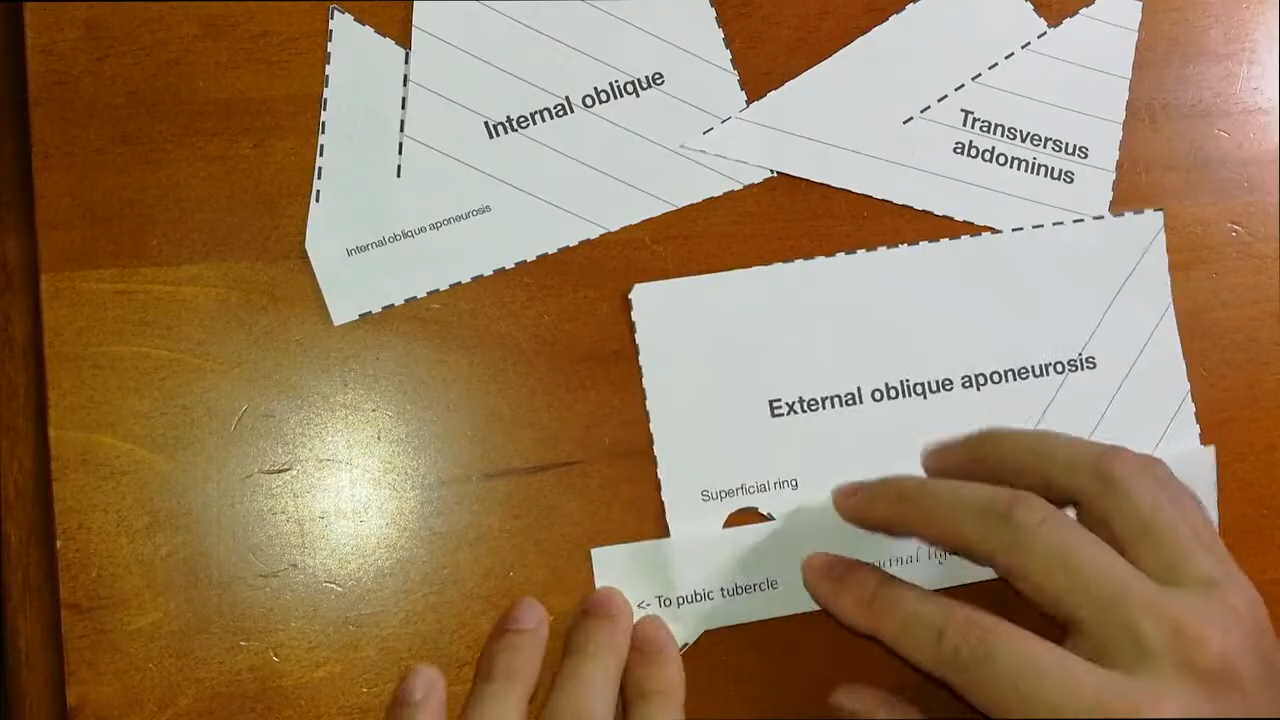 Internal oblique
Internal oblique aponeurosis
Transversus
abdominus
External oblique aponeurosis
Superficial ring
<- To pubic tubercle